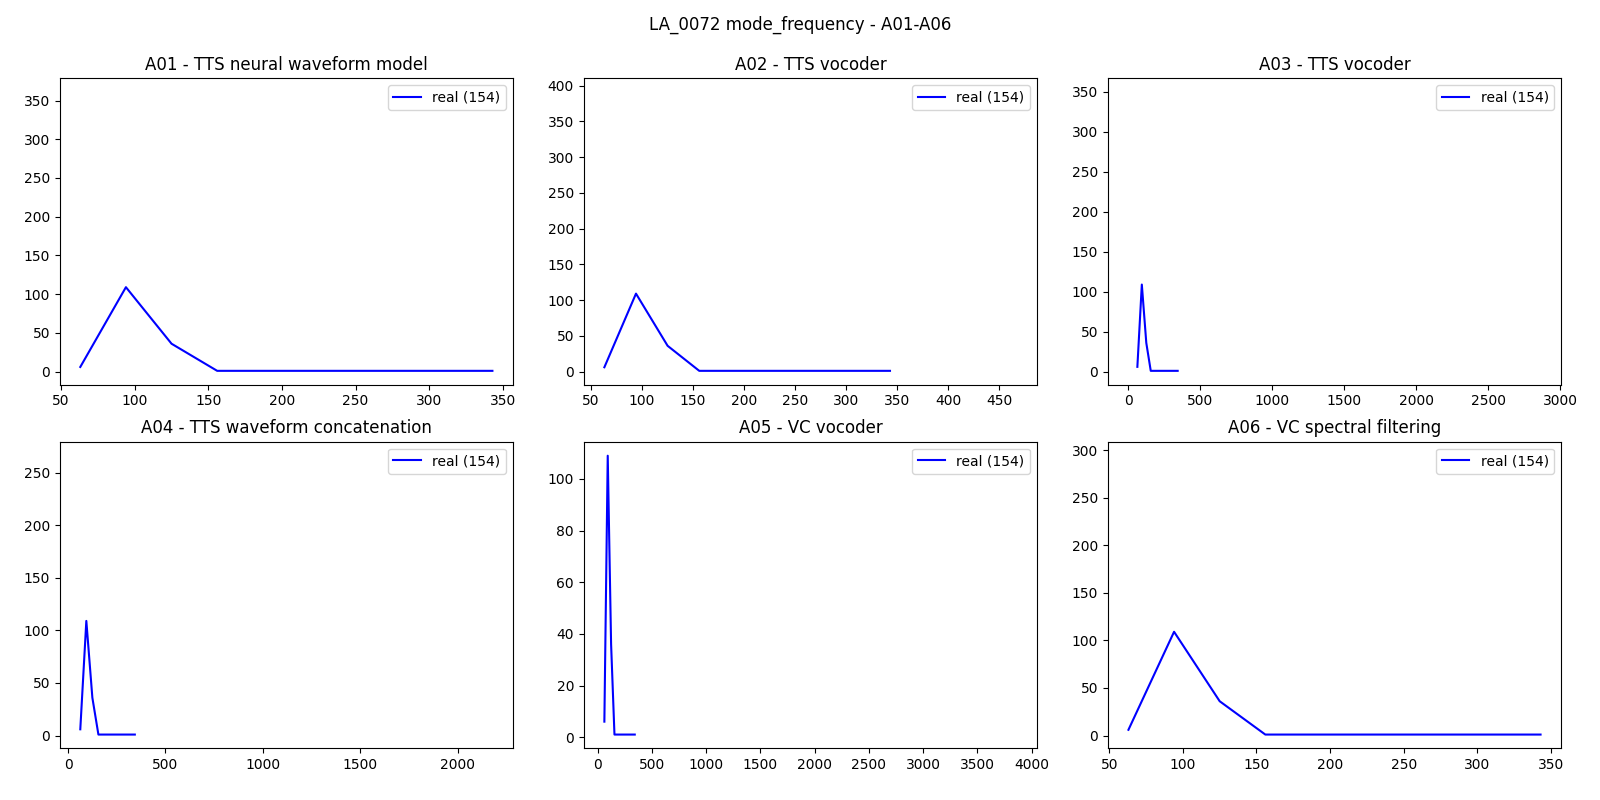 LA_0072 mode_frequency - A01-A06
A01 - TTS neural waveform model
real (154)
350
300
250
200
150
100
50
0
50 100 150 200 250 300 350
A02 - TTS vocoder
real (154)
400
350
300
250
200
150
100
50
0
50 100 150 200 250 300 350 400 450
A03 - TTS vocoder
real (154)
350
300
250
200
150
100
50
0
0 500 1000 1500 2000 2500 3000
A04 - TTS waveform concatenation
real (154)
250
200
150
100
50
0
0 500 1000 1500 2000
A05 - VC vocoder
real (154)
100
80
60
40
20
0
0 500 1000 1500 2000 2500 3000 3500 4000
A06 - VC spectral filtering
real (154)
300
250
200
150
100
50
0
50 100 150 200 250 300 350